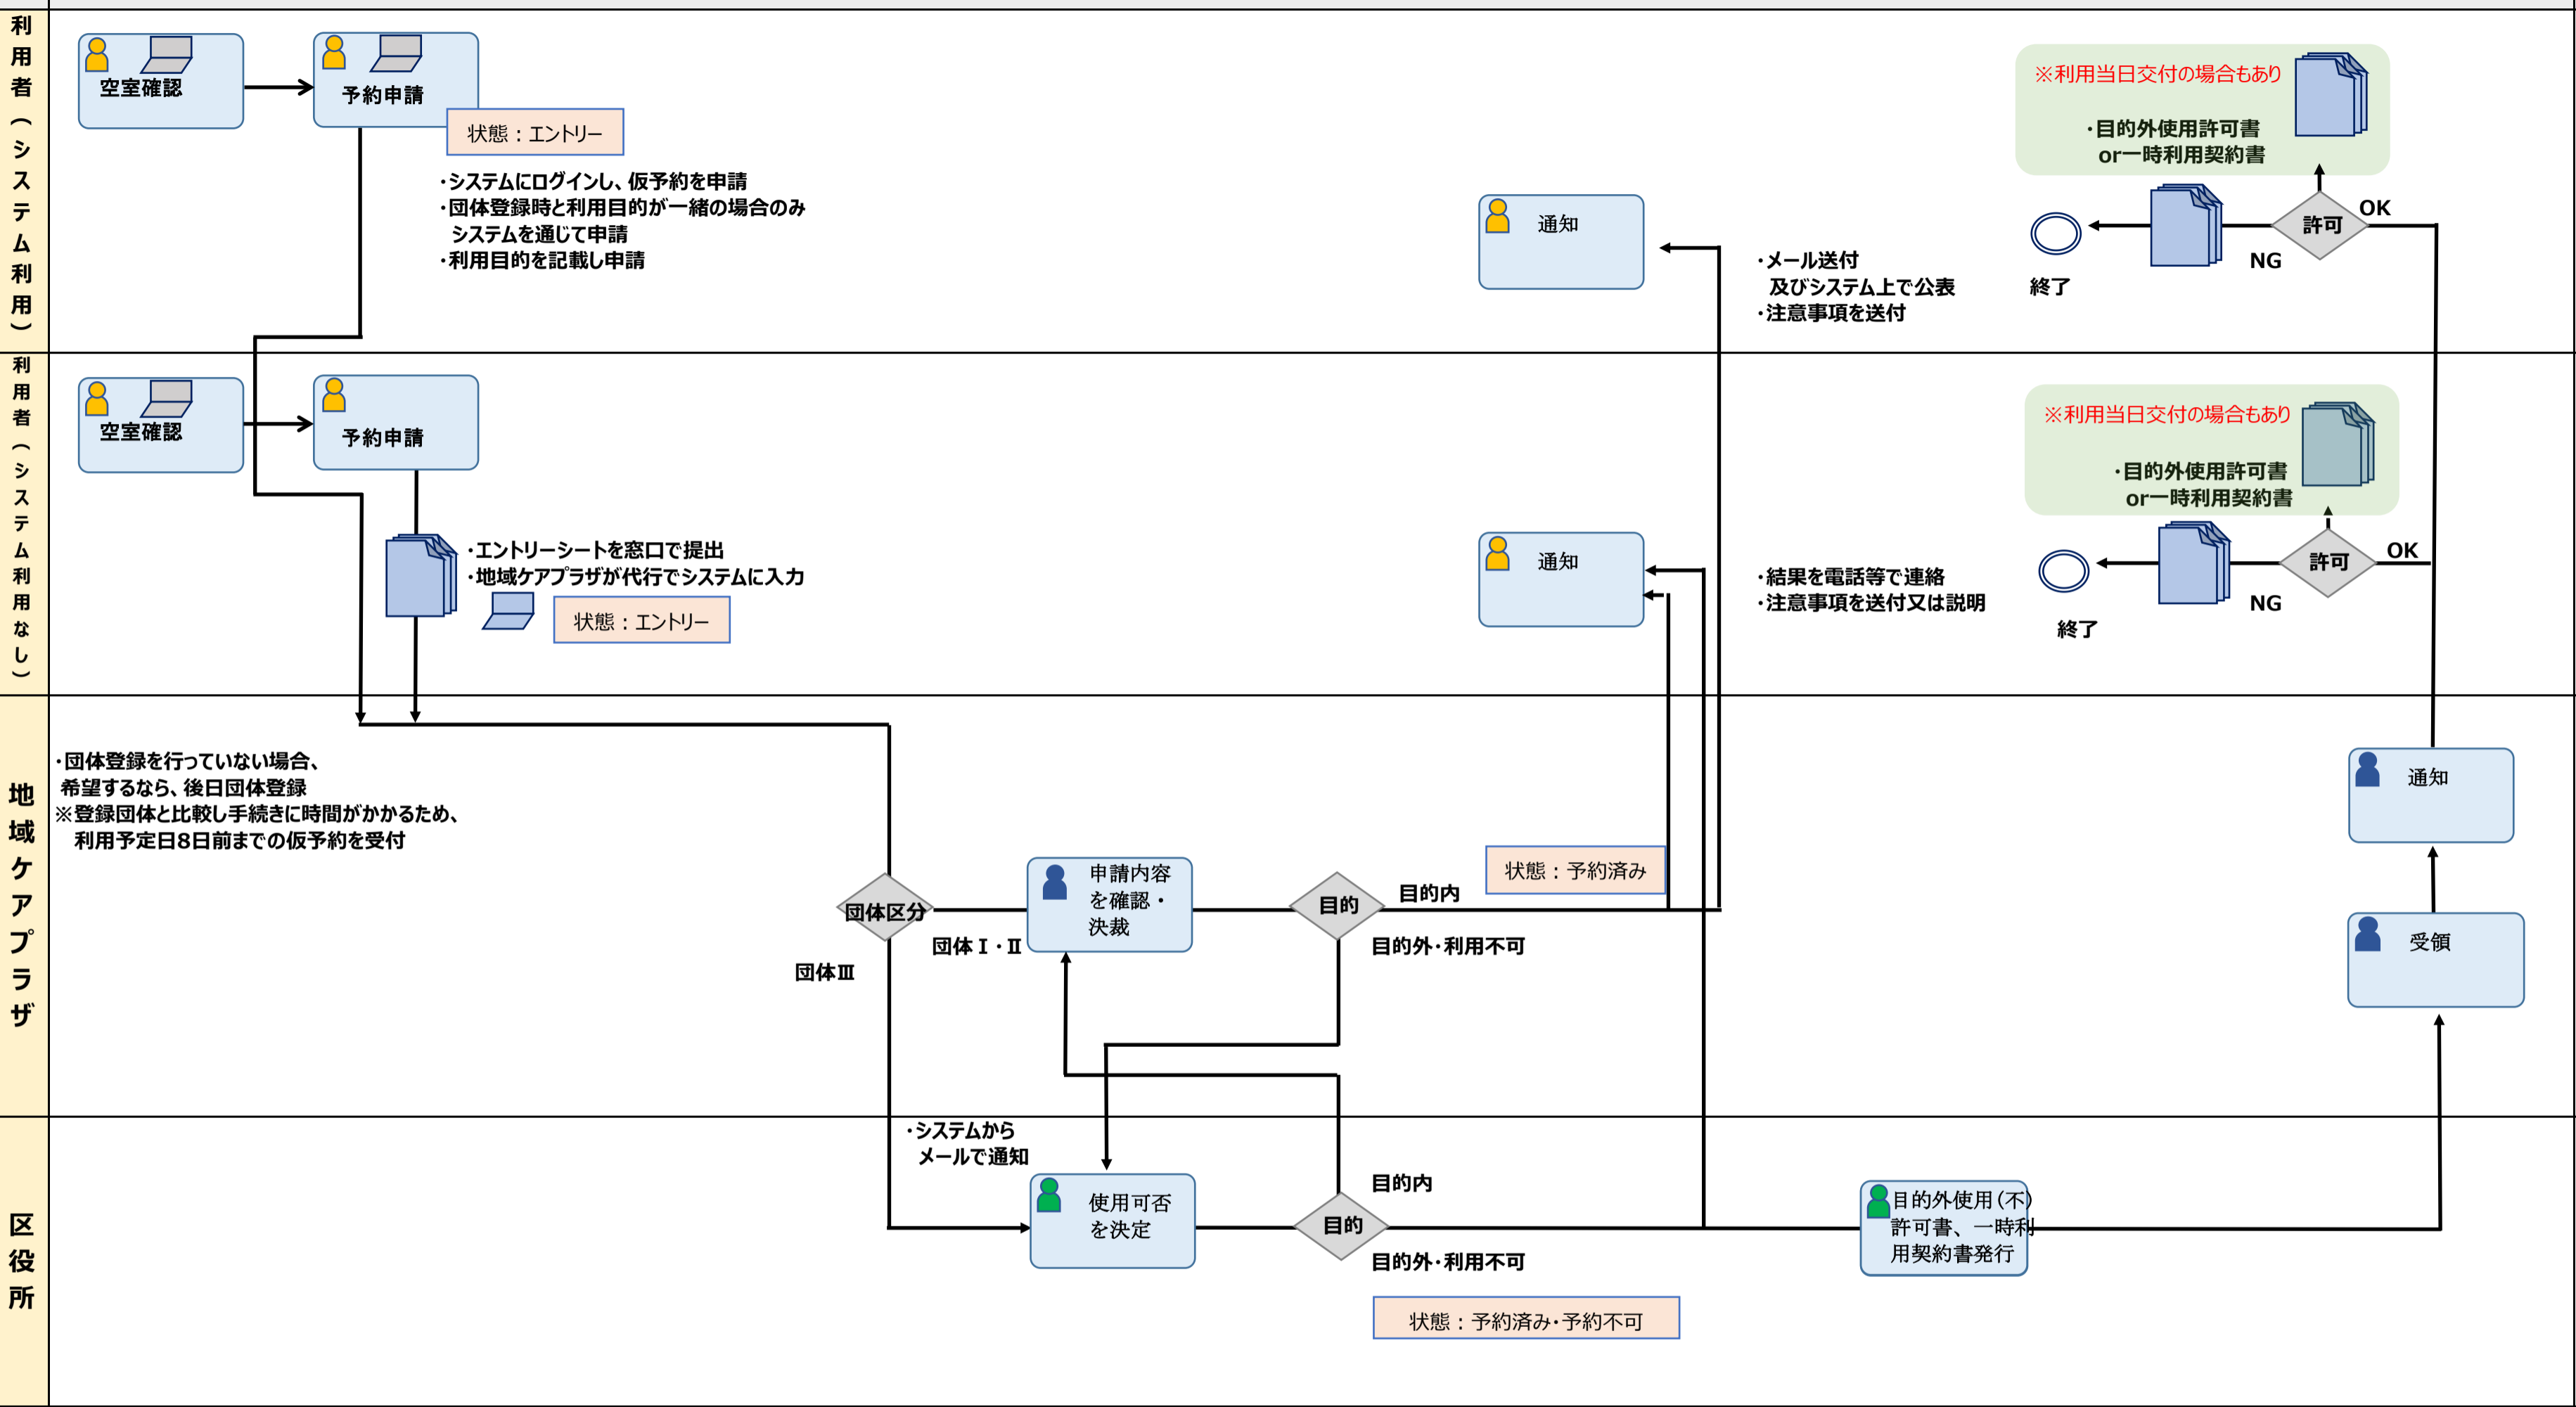 利用者（システム利用）
空室確認
予約申請
状態：エントリー
・システムにログインし、仮予約を申請
・団体登録時と利用目的が一緒の場合のみ
システムを通じて申請
・利用目的を記載し申請
通知
・メール送付
及びシステム上で公表
・注意事項を送付
※利用当日交付の場合もあり
・目的外使用許可書
or一時利用契約書
許可
OK
NG
終了
利用者（システム利用なし）
空室確認
予約申請
・エントリーシートを窓口で提出
・地域ケアプラザが代行でシステムに入力
状態：エントリー
通知
・結果を電話等で連絡
・注意事項を送付又は説明
※利用当日交付の場合もあり
・目的外使用許可書
or一時利用契約書
許可
OK
NG
終了
地域ケアプラザ
・団体登録を行っていない場合、
希望するなら、後日団体登録
※登録団体と比較し手続きに時間がかかるため、
利用予定日8日前までの仮予約を受付
団体区分
団体Ⅰ・Ⅱ
団体Ⅲ
申請内容
を確認・
決裁
目的
目的内
目的外・利用不可
状態：予約済み
通知
受領
区役所
・システムから
メールで通知
使用可否
を決定
目的
目的内
目的外・利用不可
状態：予約済み・予約不可
目的外使用（不）
許可書、一時利
用契約書発行